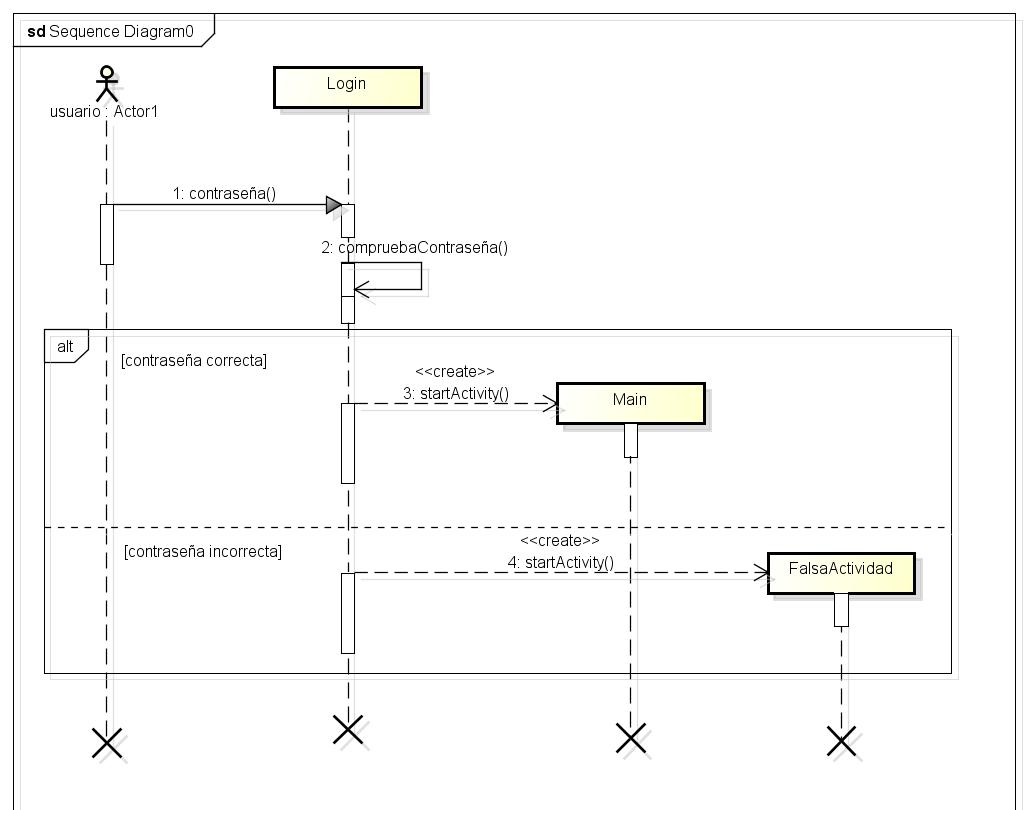 sd Sequence Diagram0
usuario : Actor1
Login
1: contraseña()
2: compruebaContraseña()
alt
[contraseña correcta]
<<create>>
3: startActivity()
Main
[contraseña incorrecta]
<<create>>
4: startActivity()
FalsaActividad